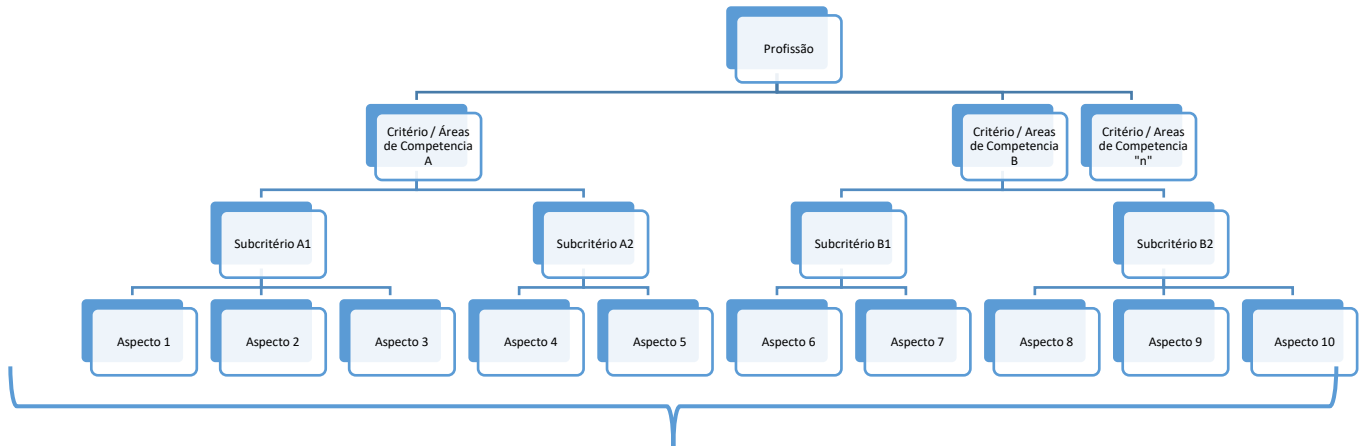 Profissão
Critério / Áreas
de Competencia
A
Critério / Areas
de Competencia
B
Critério / Areas
de Competencia
"n"
Subcritério A1
Subcritério A2
Subcritério B1
Subcritério B2
Aspecto 1
Aspecto 2
Aspecto 3
Aspecto 4
Aspecto 5
Aspecto 6
Aspecto 7
Aspecto 8
Aspecto 9
Aspecto 10